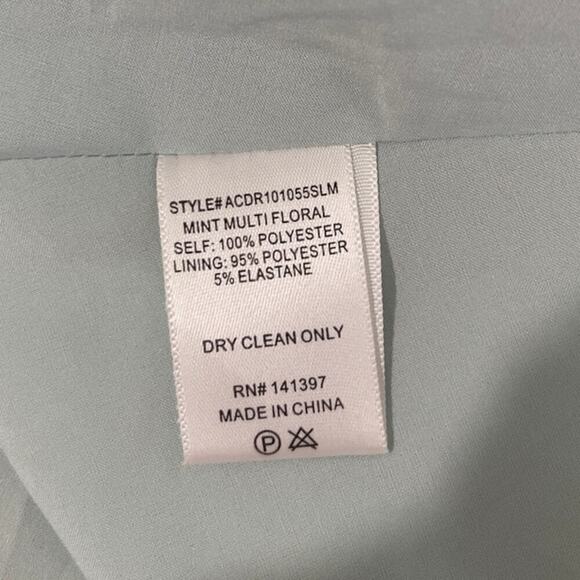 STYLE# ACDR101055SLM
MINT MULTI FLORAL
SELF: 100% POLYESTER
LINING: 95% POLYESTER
5% ELASTANE
DRY CLEAN ONLY
RN# 141397
MADE IN CHINA
P